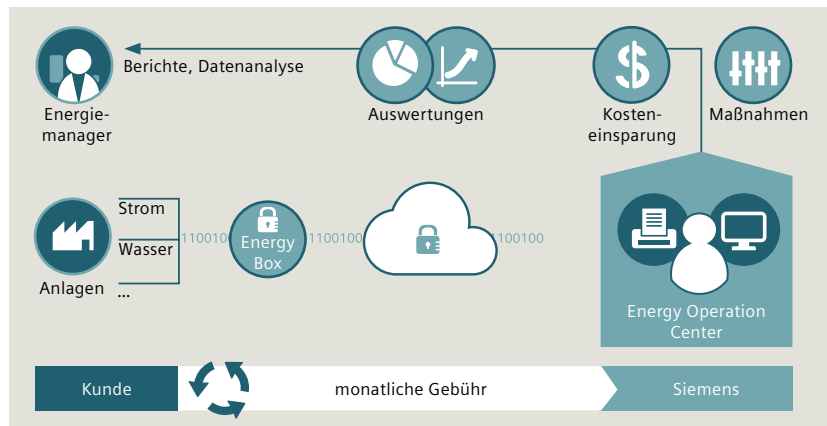 Berichte, Datenanalyse
Energie-
manager
Auswertungen
$
Kosten-
einsparung
Maßnahmen
Strom
Wasser
...
Anlagen
110010
Energy
Box
1100100
1100100
Energy Operation
Center
Kunde
monatliche Gebühr
Siemens